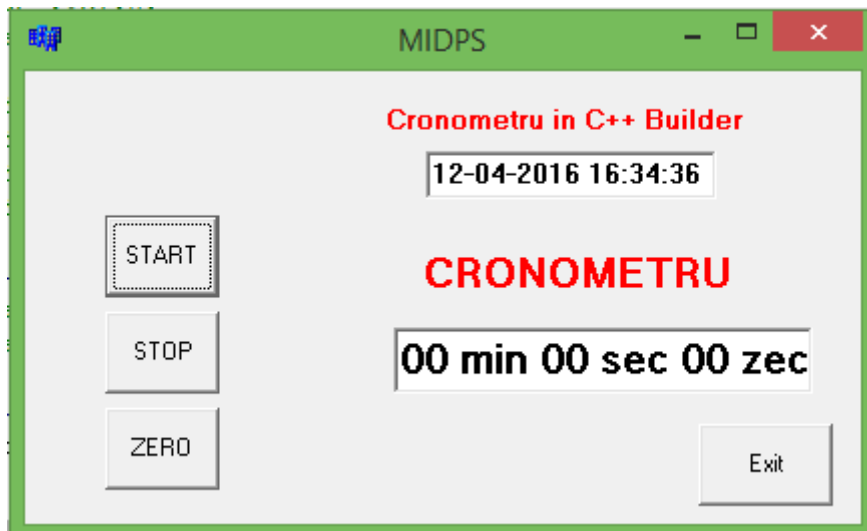 MIDPS
Cronometru in C++ Builder
12-04-2016 16:34:36
START
CRONOMETRU
STOP
00 min 00 sec 00 zec
ZERO
Exit